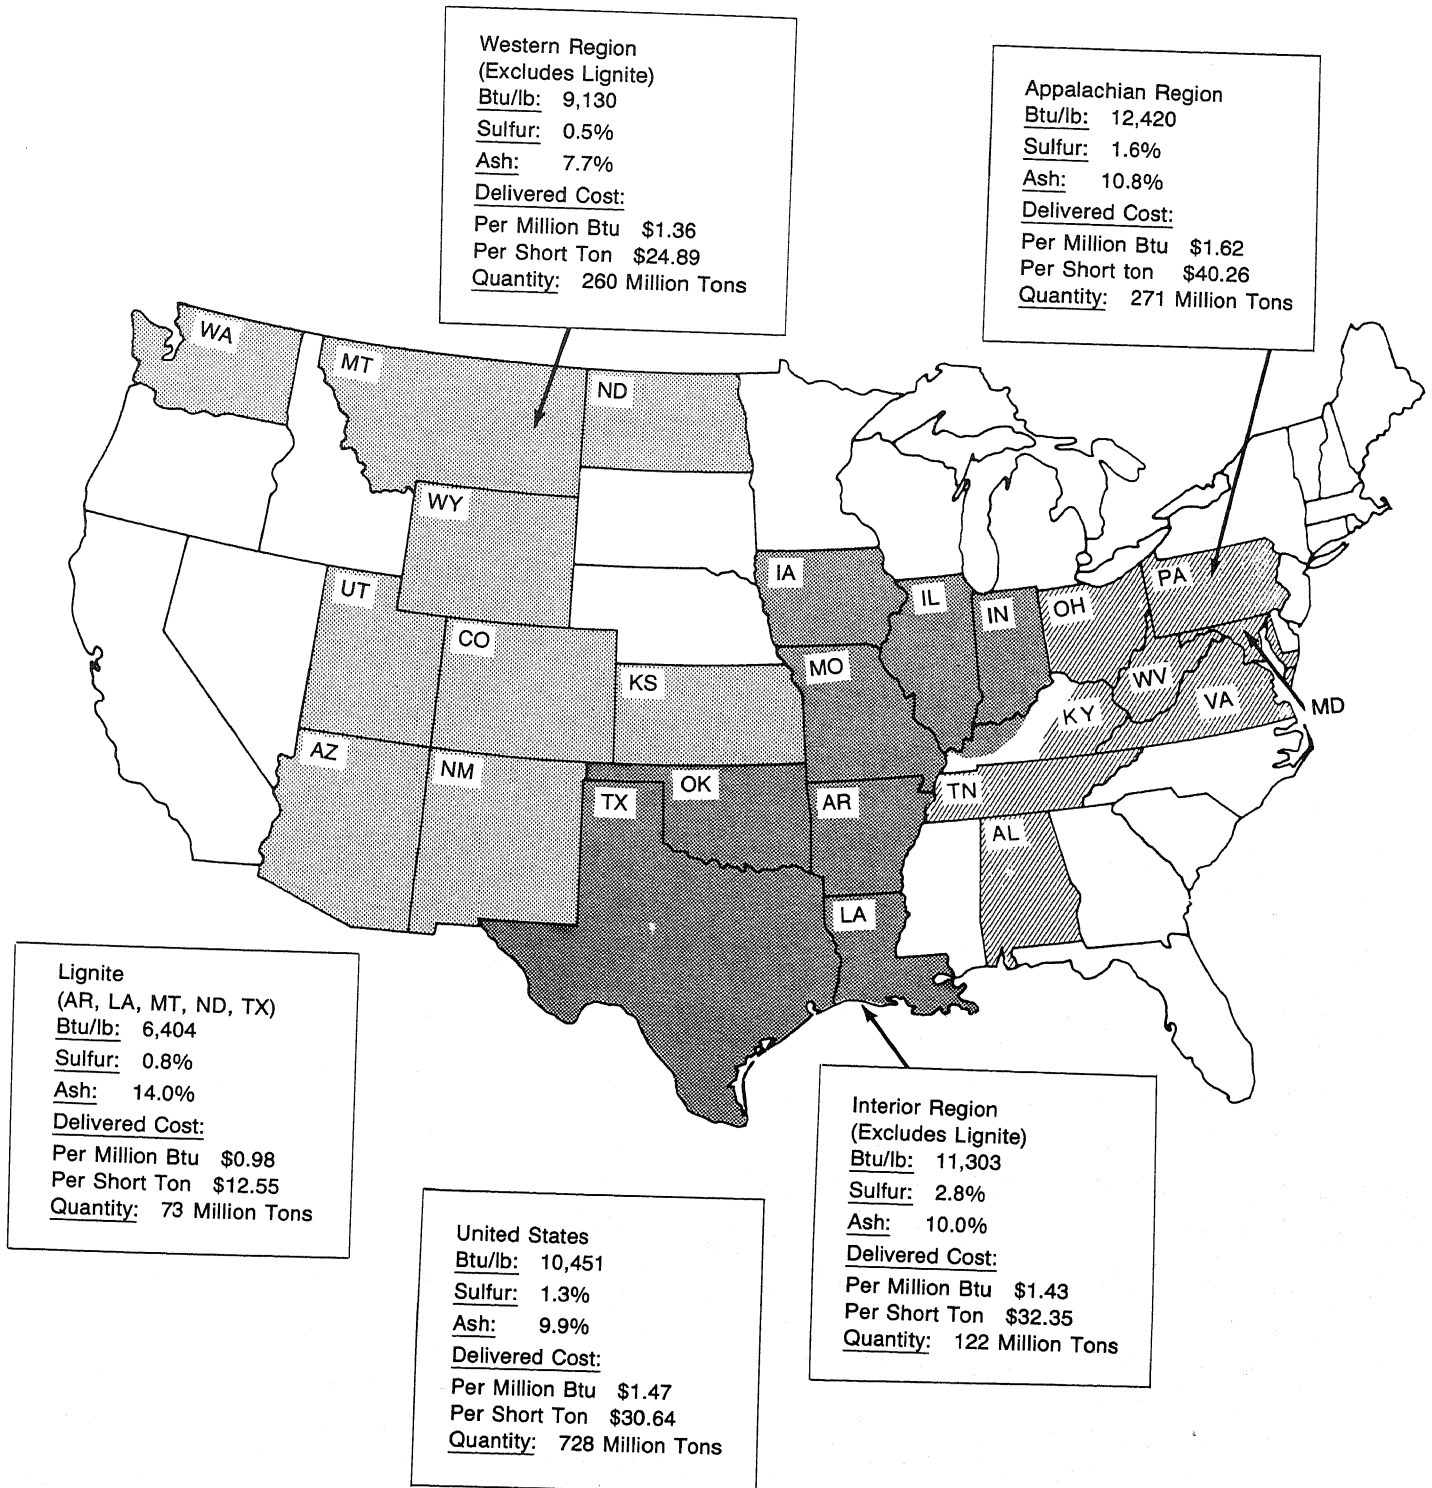 Western Region
(Excludes Lignite)
Btu/lb: 9,130
Sulfur: 0.5%
Ash: 7.7%
Delivered Cost:
Per Million Btu $1.36
Per Short Ton $24.89
Quantity: 260 Million Tons
Appalachian Region
Btu/lb: 12,420
Sulfur: 1.6%
Ash: 10.8%
Delivered Cost:
Per Million Btu $1.62
Per Short ton $40.26
Quantity: 271 Million Tons
WA
MT
ND
WY
UT
CO
KS
AZ
NM
IA
IL
IN
OH
PA
MO
WV
KY
VA
MD
TX
OK
AR
TN
AL
LA
Lignite
(AR, LA, MT, ND, TX)
Btu/lb: 6,404
Sulfur: 0.8%
Ash: 14.0%
Delivered Cost:
Per Million Btu $0.98
Per Short Ton $12.55
Quantity: 73 Million Tons
United States
Btu/lb: 10,451
Sulfur: 1.3%
Ash: 9.9%
Delivered Cost:
Per Million Btu $1.47
Per Short Ton $30.64
Quantity: 728 Million Tons
Interior Region
(Excludes Lignite)
Btu/lb: 11,303
Sulfur: 2.8%
Ash: 10.0%
Delivered Cost:
Per Million Btu $1.43
Per Short Ton $32.35
Quantity: 122 Million Tons